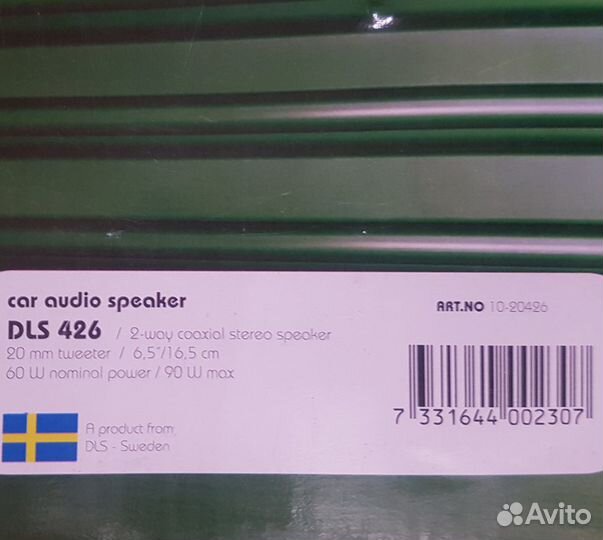 car audio speaker
ART.NO 10-20426
DLS 426 / 2-way coaxial stereo speaker
20 mm tweeter / 6,5"/16,5 cm
60 W nominal power / 90 W max
7 331644 002307
A product from
DLS - Sweden
Avito